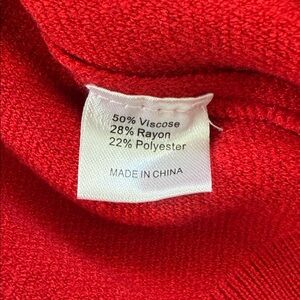 50% Viscose
28% Rayon
22% Polyester
MADE IN CHINA